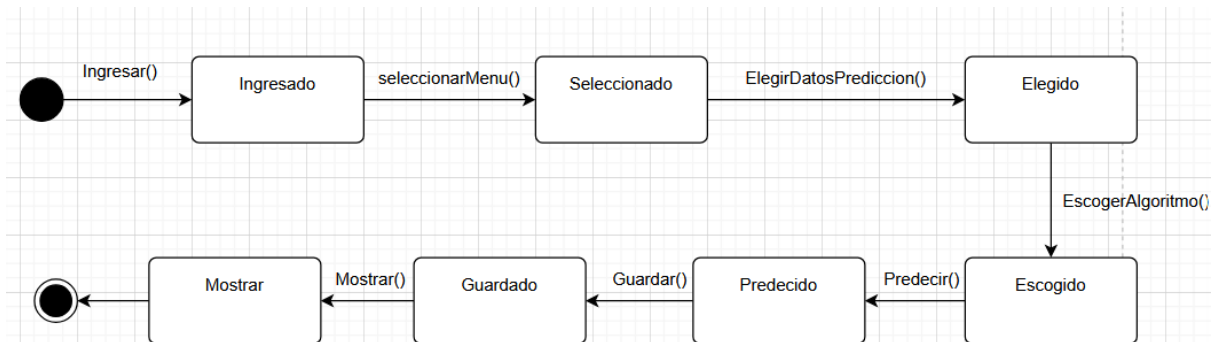 Ingresar()
Ingresado
seleccionarMenu()
Seleccionado
ElegirDatosPrediccion()
Elegido
EscogerAlgoritmo()
Mostrar
Mostrar()
Guardado
Guardar()
Predecido
Predecir()
Escogido